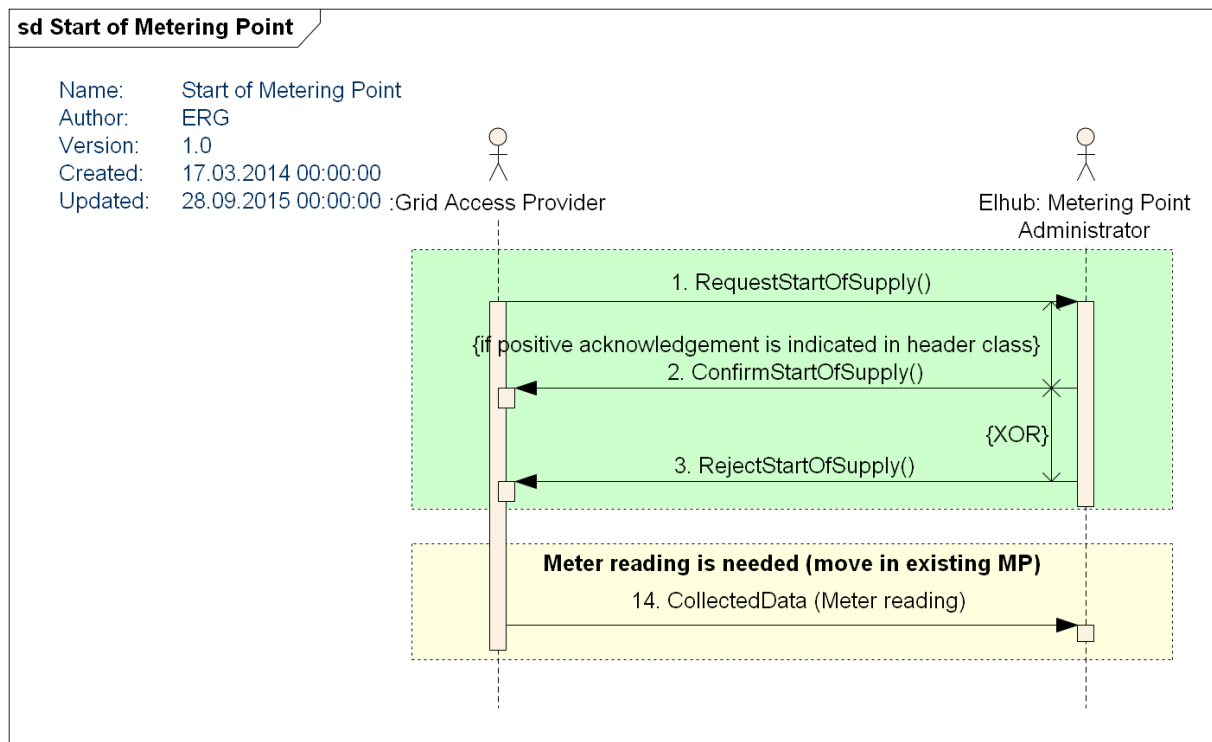 sd Start of Metering Point
Name: Start of Metering Point
Author: ERG
Version: 1.0
Created: 17.03.2014 00:00:00
Updated: 28.09.2015 00:00:00
:Grid Access Provider
Elhub: Metering Point
Administrator
1. RequestStartOfSupply()
{if positive acknowledgement is indicated in header class}
2. ConfirmStartOfSupply()
{XOR}
3. RejectStartOfSupply()
Meter reading is needed (move in existing MP)
14. CollectedData (Meter reading)